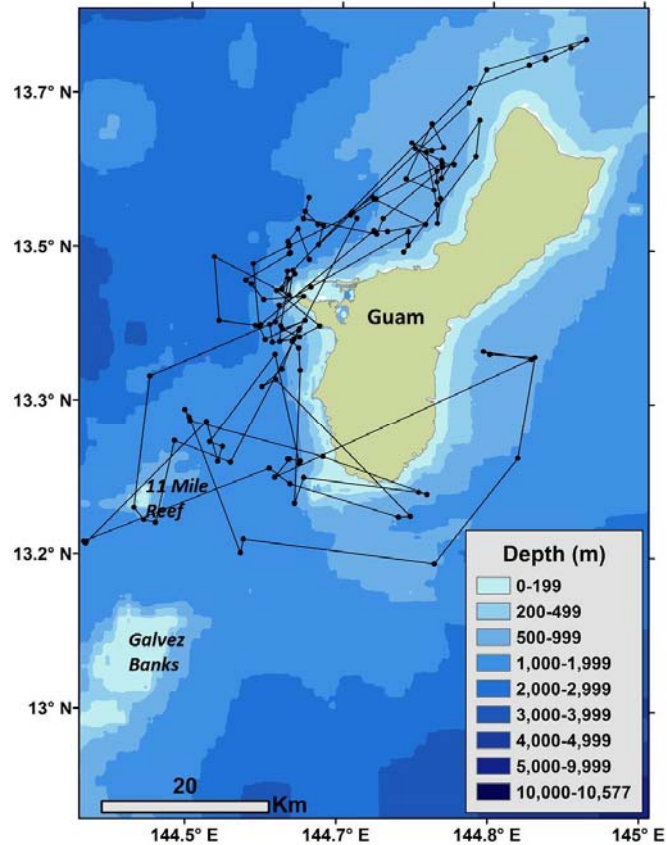 13.7° N
13.5° N
Guam
13.3° N
11 Mile
Reef
13.2° N
Galvez
Banks
13° N
Depth (m)
0-199
200-499
500-999
1,000-1,999
2,000-2,999
3,000-3,999
4,000-4,999
5,000-9,999
10,000-10,577
20
Km
144.5° E
144.7° E
144.8° E
145° E